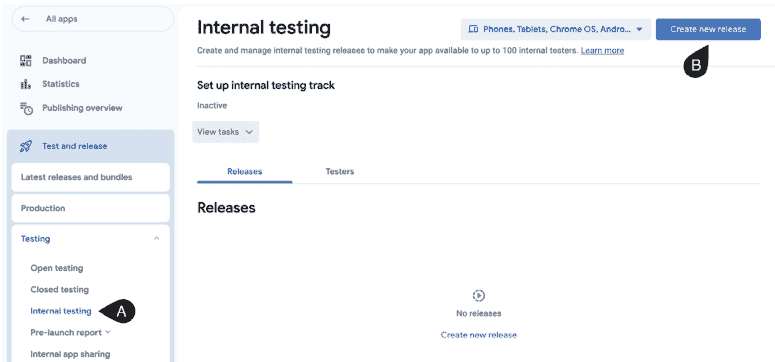 All apps
Dashboard
Statistics
Publishing overview
Test and release
Latest releases and bundles
Production
Testing
Open testing
Closed testing
Internal testing
A
Pre-launch report
Internal app sharing
Internal testing
Phones, Tablets, Chrome OS, Andro...
Create new release
B
Create and manage internal testing releases to make your app available to up to 100 internal testers. Learn more
Set up internal testing track
Inactive
View tasks
Releases Testers
Releases
No releases
Create new release